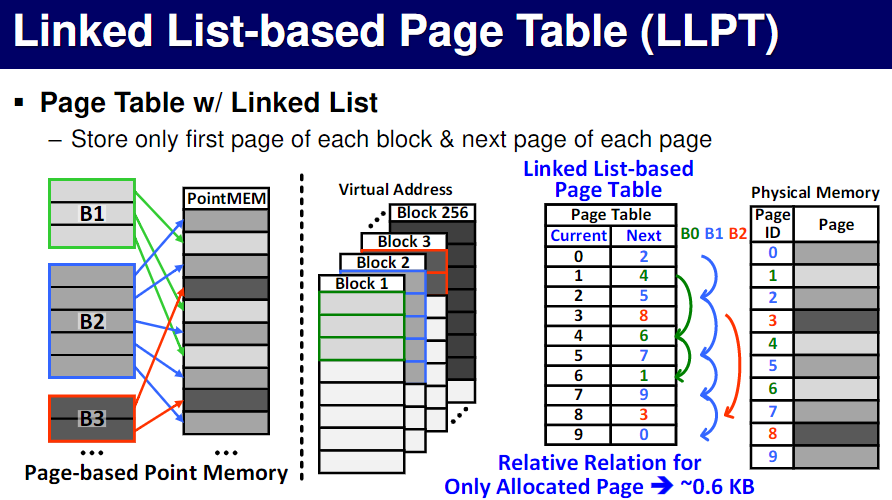 Linked List-based Page Table (LLPT)
▪ Page Table w/ Linked List
– Store only first page of each block & next page of each page
B1
B2
B3
...
PointMEM
...
Page-based Point Memory
Virtual Address
Block 256
Block 3
Block 2
Block 1
Linked List-based
Page Table
Page Table
Current Next
0 2
1 4
2 5
3 8
4 6
5 7
6 1
7 9
8 3
9 0
B0 B1 B2
Physical Memory
Page ID Page
0
1
2
3
4
5
6
7
8
9
Relative Relation for
Only Allocated Page ➔ ~0.6 KB